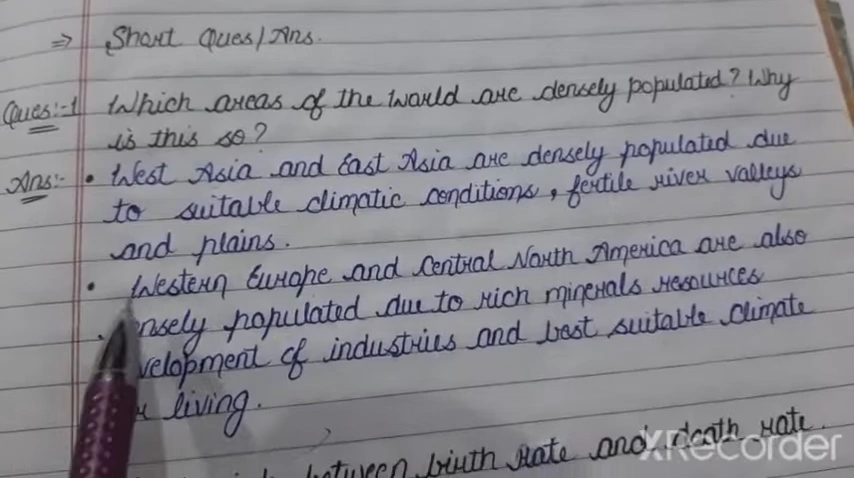 ⇒ Short Ques/Ans.
Ques:-1 Which areas of the world are densely populated? Why
is this so?
Ans:- • West Asia and East Asia are densely populated due
to suitable climatic conditions, fertile river valleys
and plains.
• Western Europe and Central North America are also
nsely populated due to rich minerals resources
velopment of industries and best suitable climate
living.
between birth rate and death rate.
XRecorder